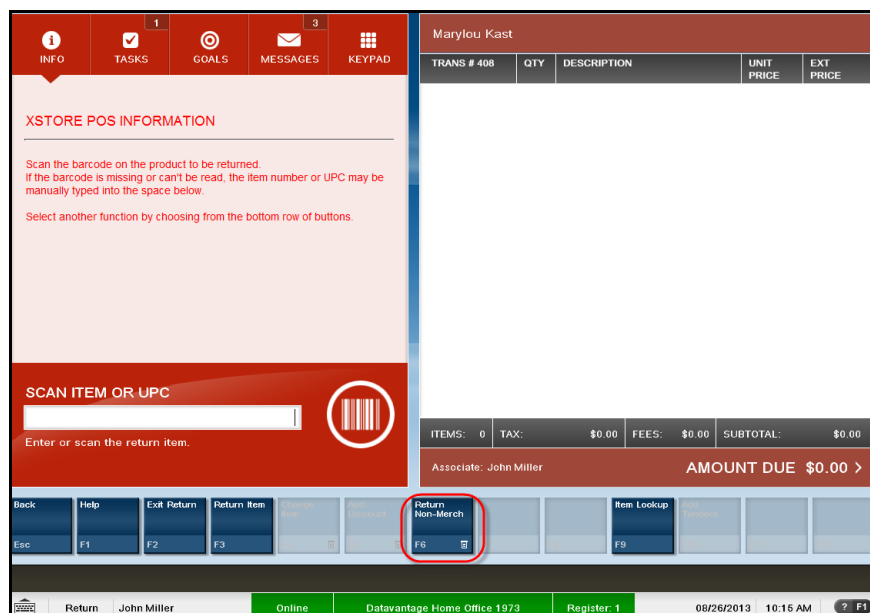 1
3
INFO
TASKS
GOALS
MESSAGES
KEYPAD
XSTORE POS INFORMATION
Scan the barcode on the product to be returned.
If the barcode is missing or can't be read, the item number or UPC may be
manually typed into the space below.
Select another function by choosing from the bottom row of buttons.
SCAN ITEM OR UPC
Enter or scan the return item.
Marylou Kast
TRANS # 408 QTY DESCRIPTION UNIT PRICE EXT PRICE
ITEMS: 0 TAX: $0.00 FEES: $0.00 SUBTOTAL: $0.00
Associate: John Miller AMOUNT DUE $0.00 >
Back
Esc
Help
F1
Exit Return
F2
Return Item
F3
Change
Item
Add
Discount
Return
Non-Merch
F6
Item Lookup
F9
Add
Return John Miller Online Datavantage Home Office 1973 Register: 1 08/26/2013 10:15 AM ? F1